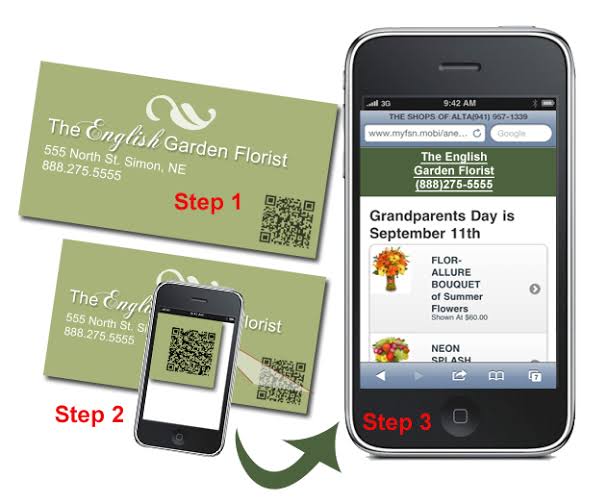 The English Garden Florist
555 North St. Simon, NE
888.275.5555
Step 1
The English Florist
555 North St. Si
888.275.5555
Step 2
3G 9:42 AM
THE SHOPS OF ALTA(941) 957-1339
www.myfsn.mobi/ane... Google
The English
Garden Florist
(888)275-5555
Grandparents Day is
September 11th
FLOR-
ALLURE
BOUQUET
of Summer
Flowers
Shown At $60.00
NEON
SPLASH
7
Step 3